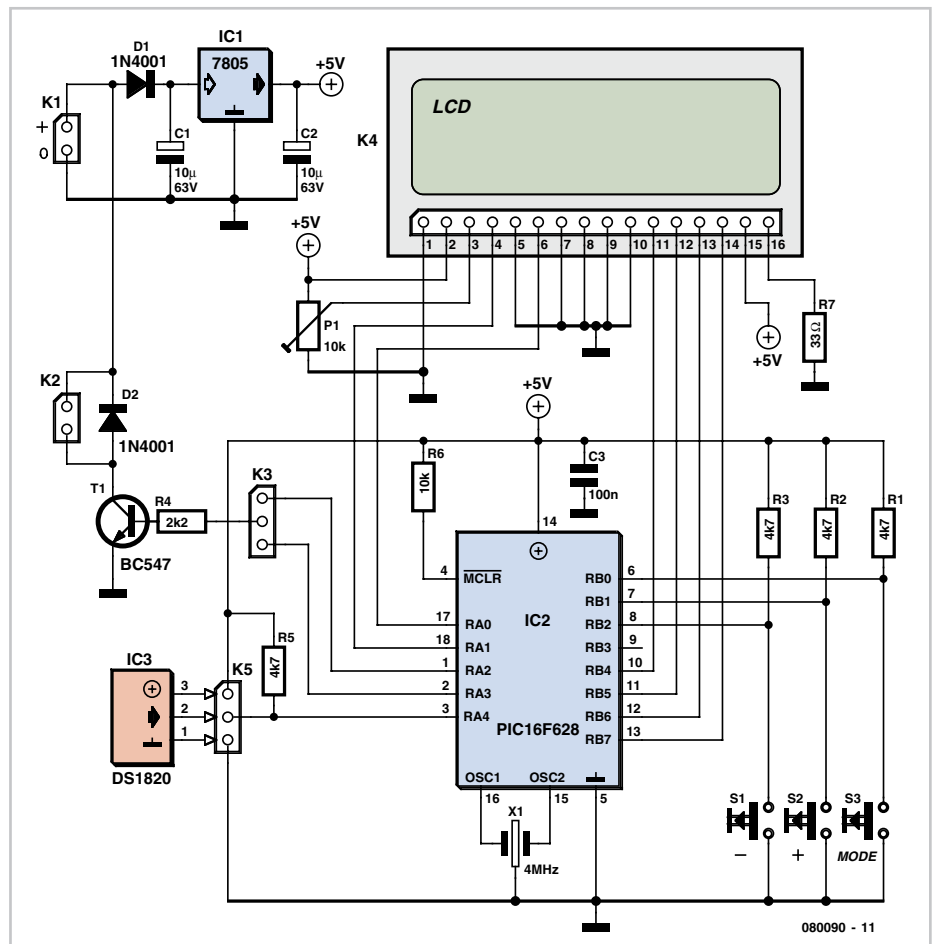 D1
1N4001
IC1
7805
+5V
K1
+
0
C1
10µ
63V
C2
10µ
63V
K4
LCD
1 2 3 4 5 6 7 8 9 10 11 12 13 14 15 16
+5V
P1
10k
+5V
R7
33Ω
K2
D2
1N4001
T1
BC547
R4
2k2
K3
R6
10k
+5V
C3
100n
R3
4k7
R2
4k7
R1
4k7
14
4 MCLR
17 RA0
18 RA1
1 RA2
2 RA3
3 RA4
IC2
PIC16F628
RB0 6
RB1 7
RB2 8
RB3 9
RB4 10
RB5 11
RB6 12
RB7 13
OSC1
16
OSC2
15
5
R5
4k7
IC3
3
2
1
K5
DS1820
X1
4MHz
S1
–
S2
+
S3
MODE
080090 - 11